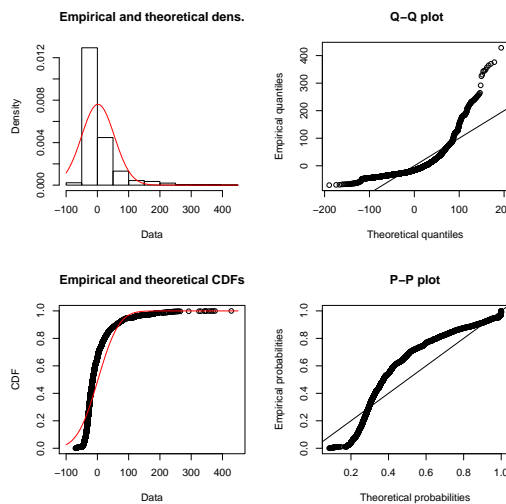 Empirical and theoretical dens.
Density
0.000 0.004 0.008 0.012
-100 0 100 200 300 400
Data
Q-Q plot
Empirical quantiles
0 100 200 300 400
-200 -100 0 100 20
Theoretical quantiles
Empirical and theoretical CDFs
CDF
0.0 0.2 0.4 0.6 0.8 1.0
-100 0 100 200 300 400
Data
P-P plot
Empirical probabilities
0.0 0.2 0.4 0.6 0.8 1.0
0.2 0.4 0.6 0.8 1.0
Theoretical probabilities